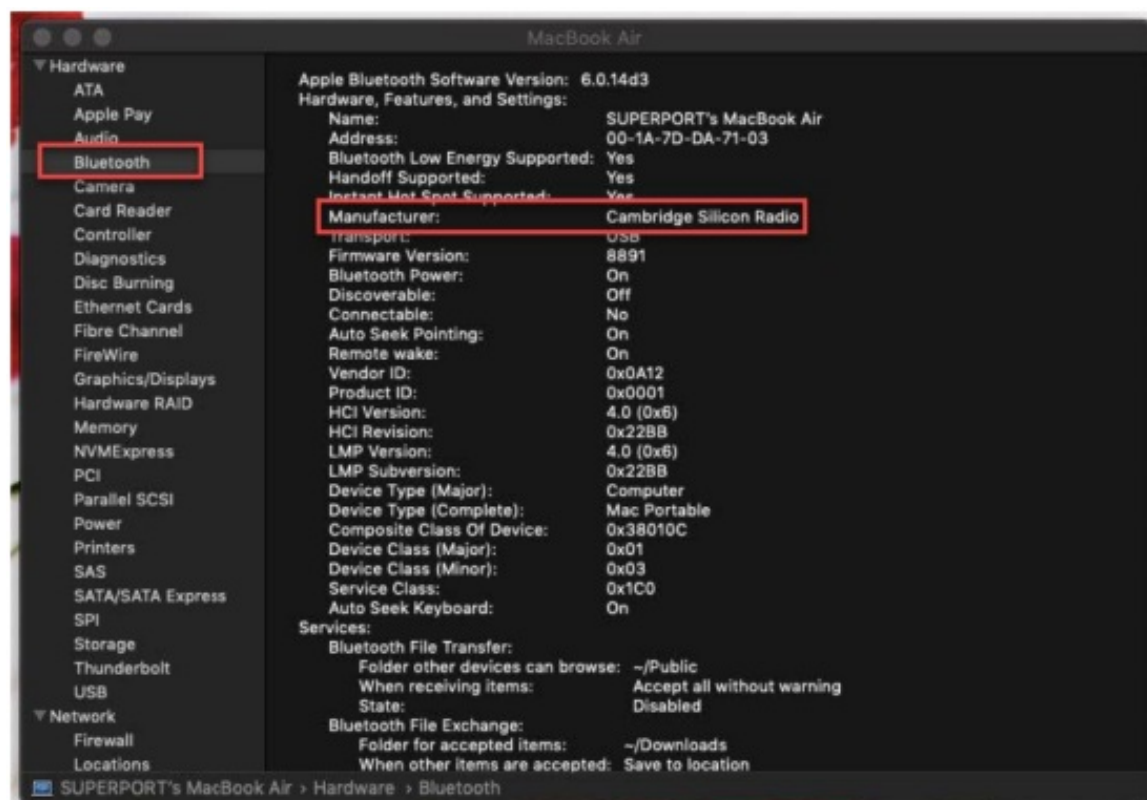 MacBook Air
Hardware
ATA
Apple Pay
Audio
Bluetooth
Camera
Card Reader
Controller
Diagnostics
Disc Burning
Ethernet Cards
Fibre Channel
FireWire
Graphics/Displays
Hardware RAID
Memory
NVMExpress
PCI
Parallel SCSI
Power
Printers
SAS
SATA/SATA Express
SPI
Storage
Thunderbolt
USB
Network
Firewall
Locations
Apple Bluetooth Software Version: 6.0.14d3
Hardware, Features, and Settings:
Name: SUPERPORT's MacBook Air
Address: 00-1A-7D-DA-71-03
Bluetooth Low Energy Supported: Yes
Handoff Supported: Yes
Instant Hot Spot Supported: Yes
Manufacturer: Cambridge Silicon Radio
Transport: USB
Firmware Version: 8891
Bluetooth Power: On
Discoverable: Off
Connectable: No
Auto Seek Pointing: On
Remote wake: On
Vendor ID: 0x0A12
Product ID: 0x0001
HCI Version: 4.0 (0x6)
HCI Revision: 0x22BB
LMP Version: 4.0 (0x6)
LMP Subversion: 0x22BB
Device Type (Major): Computer
Device Type (Complete): Mac Portable
Composite Class Of Device: 0x38010C
Device Class (Major): 0x01
Device Class (Minor): 0x03
Service Class: 0x1C0
Auto Seek Keyboard: On
Services:
Bluetooth File Transfer:
Folder other devices can browse: ~/Public
When receiving items: Accept all without warning
State: Disabled
Bluetooth File Exchange:
Folder for accepted items: ~/Downloads
When other items are accepted: Save to location
SUPERPORT's MacBook Air › Hardware › Bluetooth